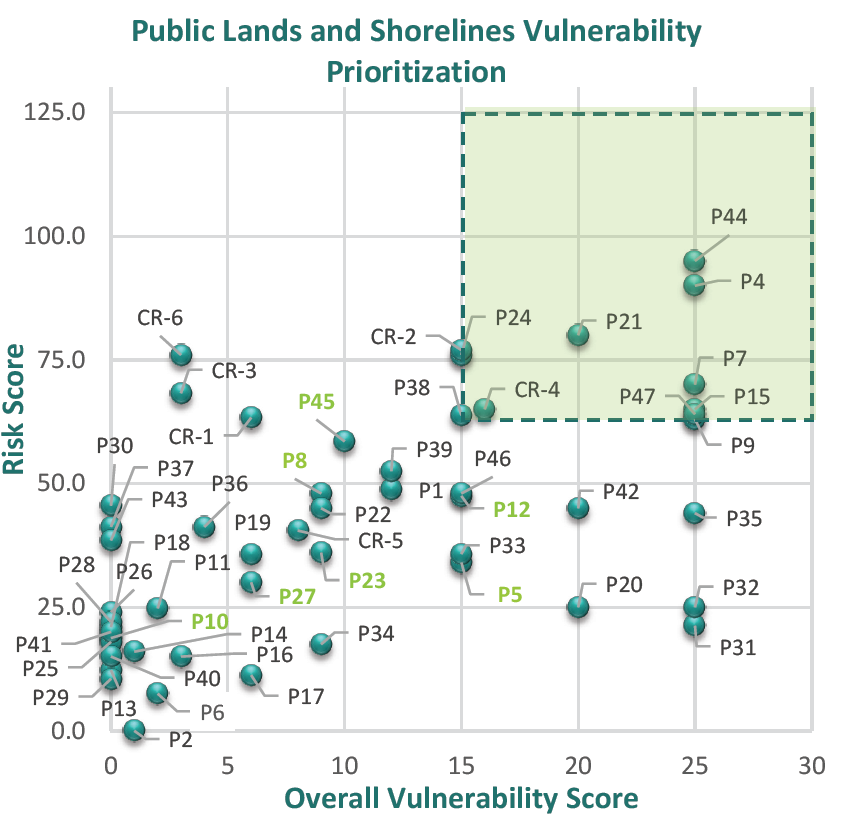 Public Lands and Shorelines Vulnerability
Prioritization
125.0
P44
100.0
P4
CR-6
P24
P21
CR-2
75.0
P7
CR-3
P38
CR-4
P47
P15
P45
CR-1
P9
P30
P39
P37
P8
P46
50.0
P36
P1
P42
P43
P12
P22
P19
P35
P18
CR-5
P33
P28
P26
P11
P23
P20
P32
P27
P5
25.0
P10
P41
P14
P34
P31
P25
P16
P40
P29
P17
P13
P6
0.0
P2
0
5
10
15
20
25
30
Risk Score
Overall Vulnerability Score